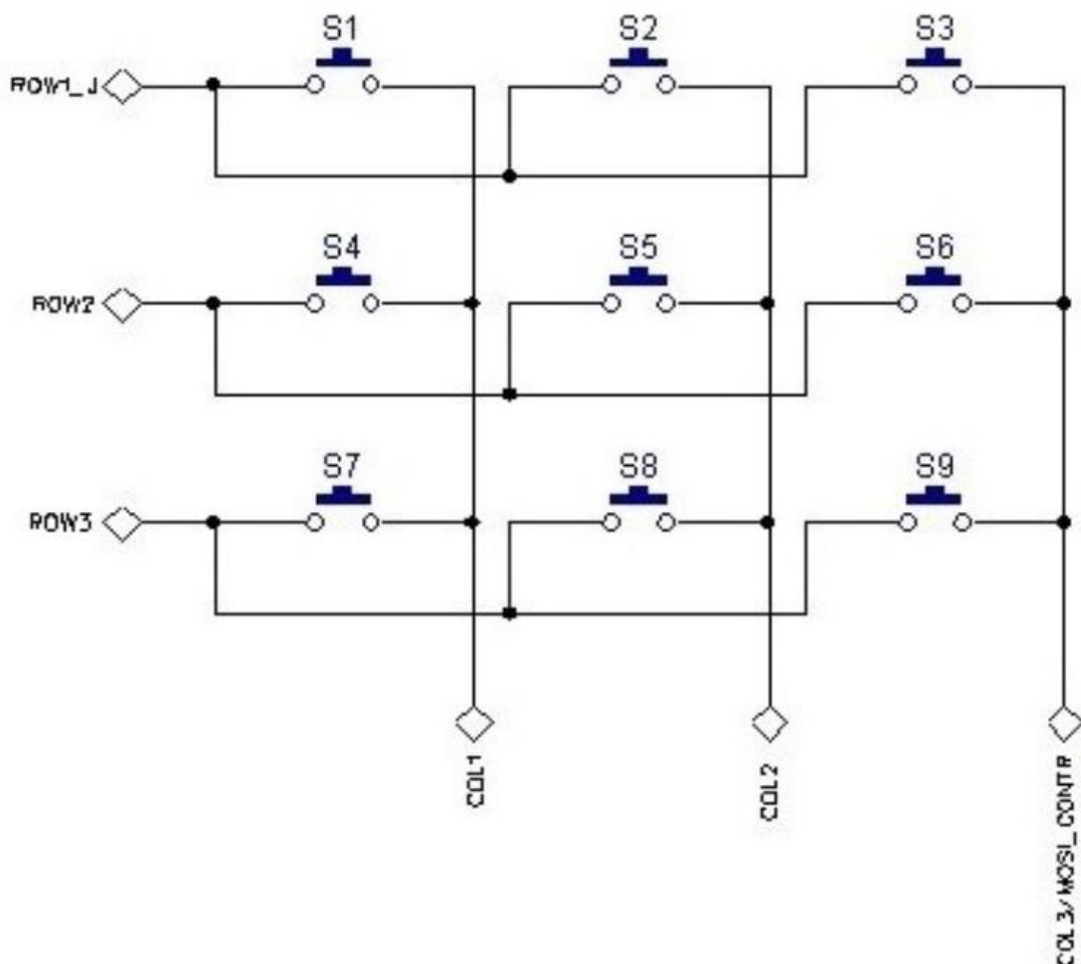 S1
S2
S3
ROW1_J
S4
S5
S6
ROW2
S7
S8
S9
ROW3
COL1
COL2
COL3/MOSI_CONTR